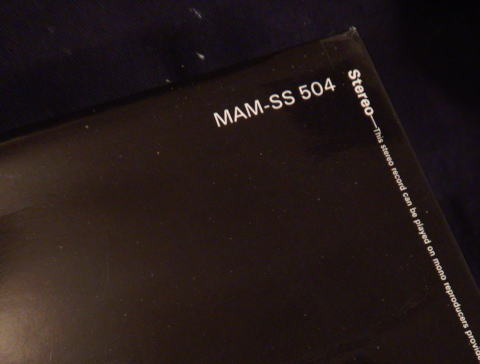 MAM-SS 504
Stereo—This stereo record can be played on mono reproducers